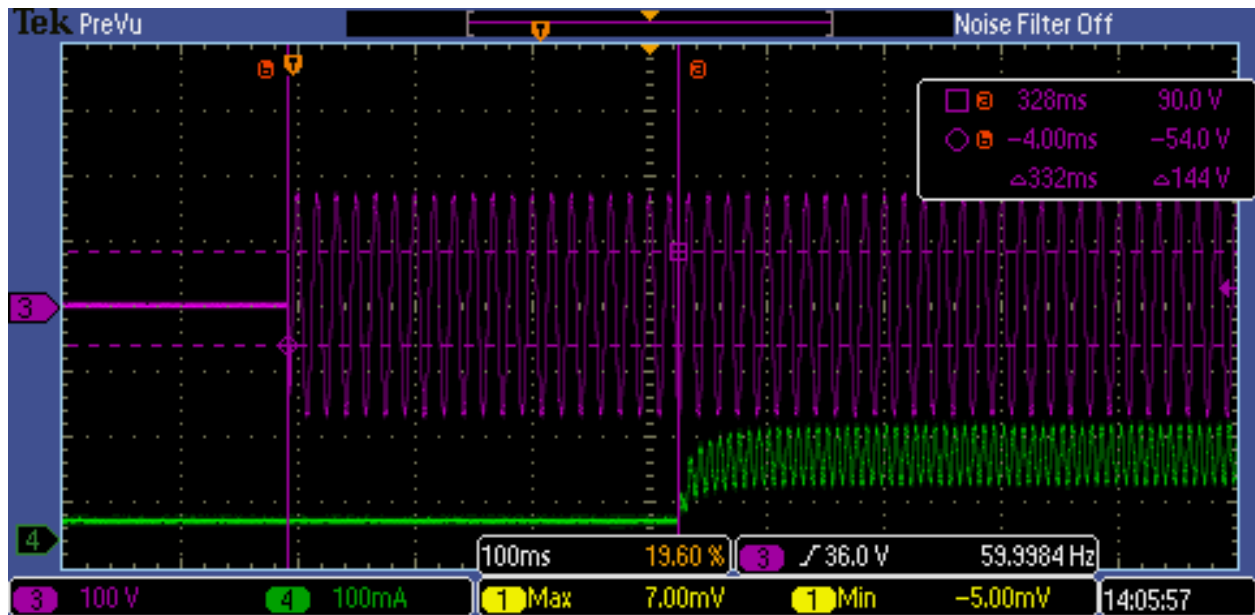 Tek PreVu Noise Filter Off
T
b T a
a 328ms 90.0 V
b −4.00ms −54.0 V
△332ms △144 V
3
4
100ms 19.60 % 3 36.0 V 59.9984 Hz
3 100 V 4 100mA 1 Max 7.00mV 1 Min −5.00mV 14:05:57